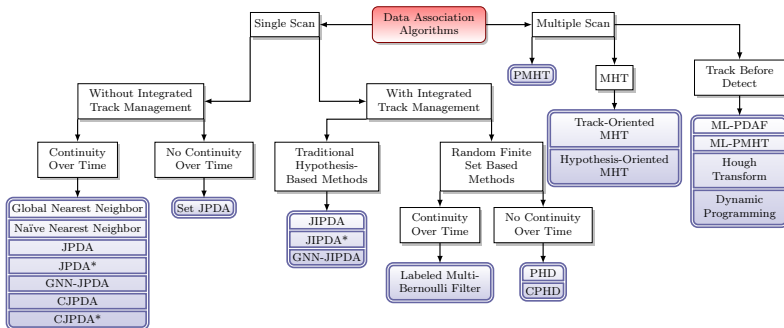 Data Association
Algorithms
Single Scan
Multiple Scan
Without Integrated
Track Management
With Integrated
Track Management
PMHT
MHT
Track Before
Detect
Continuity
Over Time
No Continuity
Over Time
Traditional
Hypothesis-
Based Methods
Random Finite
Set Based
Methods
Track-Oriented
MHT
Hypothesis-Oriented
MHT
ML-PDAF
ML-PMHT
Hough
Transform
Dynamic
Programming
Global Nearest Neighbor
Naïve Nearest Neighbor
JPDA
JPDA*
GNN-JPDA
CJPDA
CJPDA*
Set JPDA
JIPDA
JIPDA*
GNN-JIPDA
Continuity
Over Time
No Continuity
Over Time
Labeled Multi-
Bernoulli Filter
PHD
CPHD